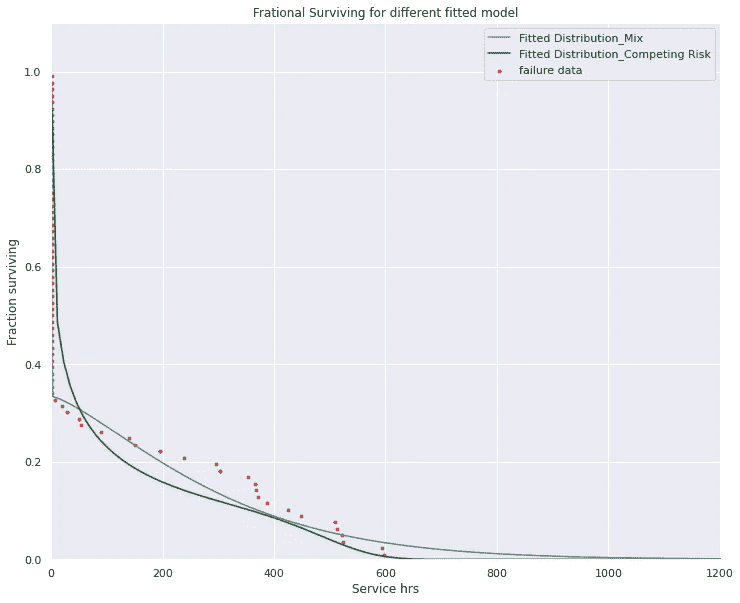 Frational Surviving for different fitted model
Fitted Distribution_Mix
Fitted Distribution_Competing Risk
failure data
1.0
0.8
0.6
0.4
0.2
0.0
Fraction surviving
0 200 400 600 800 1000 1200
Service hrs